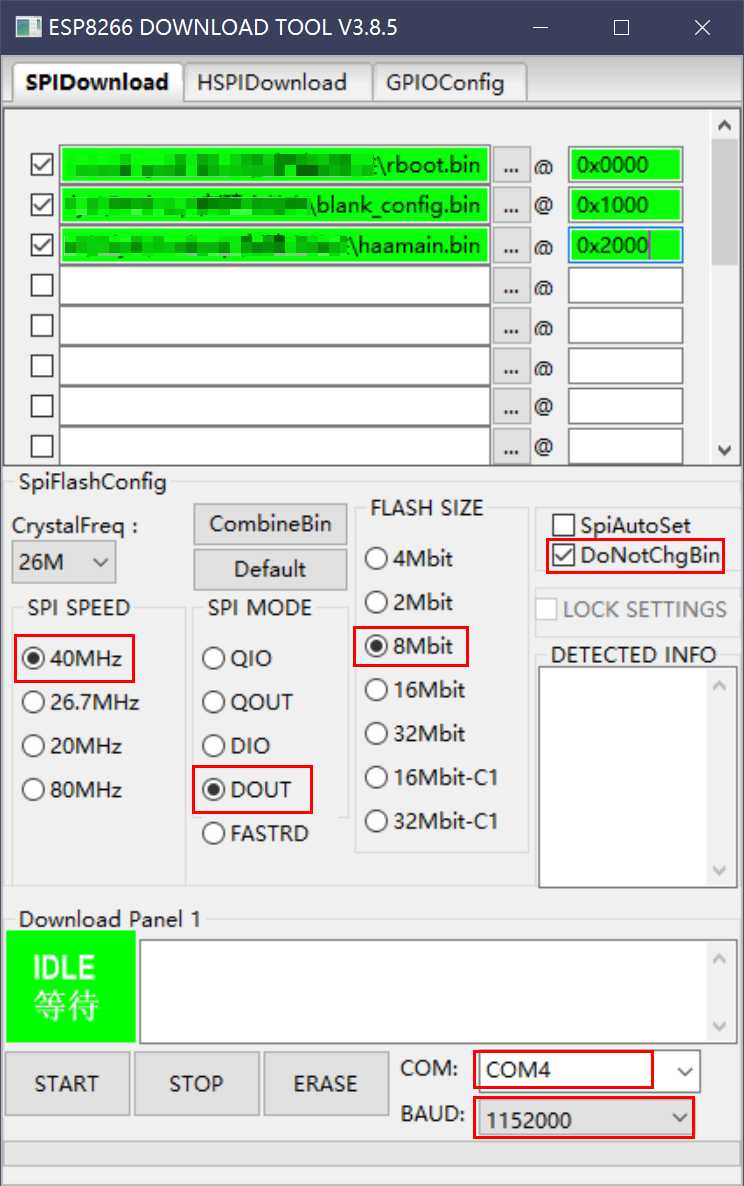 ESP8266 DOWNLOAD TOOL V3.8.5
SPIDownload HSPIDownload GPIOConfig
\rboot.bin ... @ 0x0000
\blank_config.bin ... @ 0x1000
\haamain.bin ... @ 0x2000
... @
... @
... @
... @
... @
SpiFlashConfig
CrystalFreq :
26M
CombineBin
Default
SPI SPEED
40MHz
26.7MHz
20MHz
80MHz
SPI MODE
QIO
QOUT
DIO
DOUT
FASTRD
FLASH SIZE
4Mbit
2Mbit
8Mbit
16Mbit
32Mbit
16Mbit-C1
32Mbit-C1
SpiAutoSet
DoNotChgBin
LOCK SETTINGS
DETECTED INFO
Download Panel 1
IDLE
等待
START STOP ERASE
COM: COM4
BAUD: 1152000